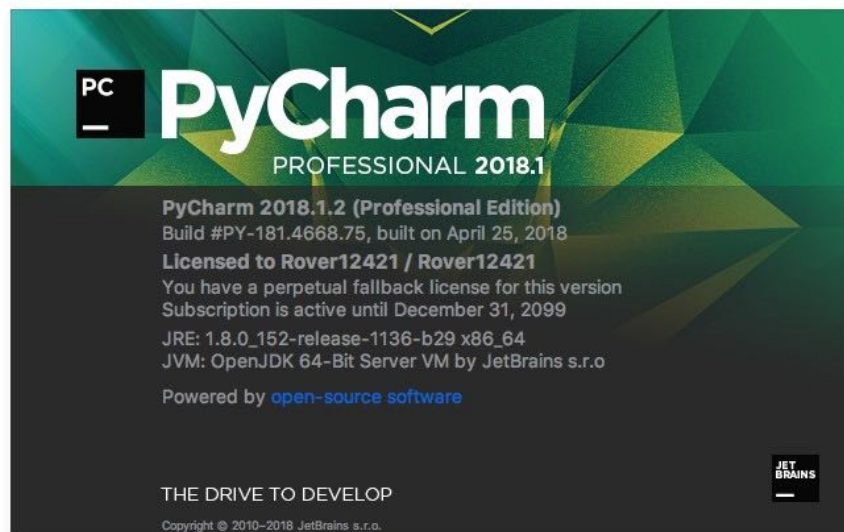 PC
PyCharm
PROFESSIONAL 2018.1
PyCharm 2018.1.2 (Professional Edition)
Build #PY-181.4668.75, built on April 25, 2018
Licensed to Rover12421 / Rover12421
You have a perpetual fallback license for this version
Subscription is active until December 31, 2099
JRE: 1.8.0_152-release-1136-b29 x86_64
JVM: OpenJDK 64-Bit Server VM by JetBrains s.r.o
Powered by open-source software
JET
BRAINS
THE DRIVE TO DEVELOP
Copyright © 2010–2018 JetBrains s.r.o.